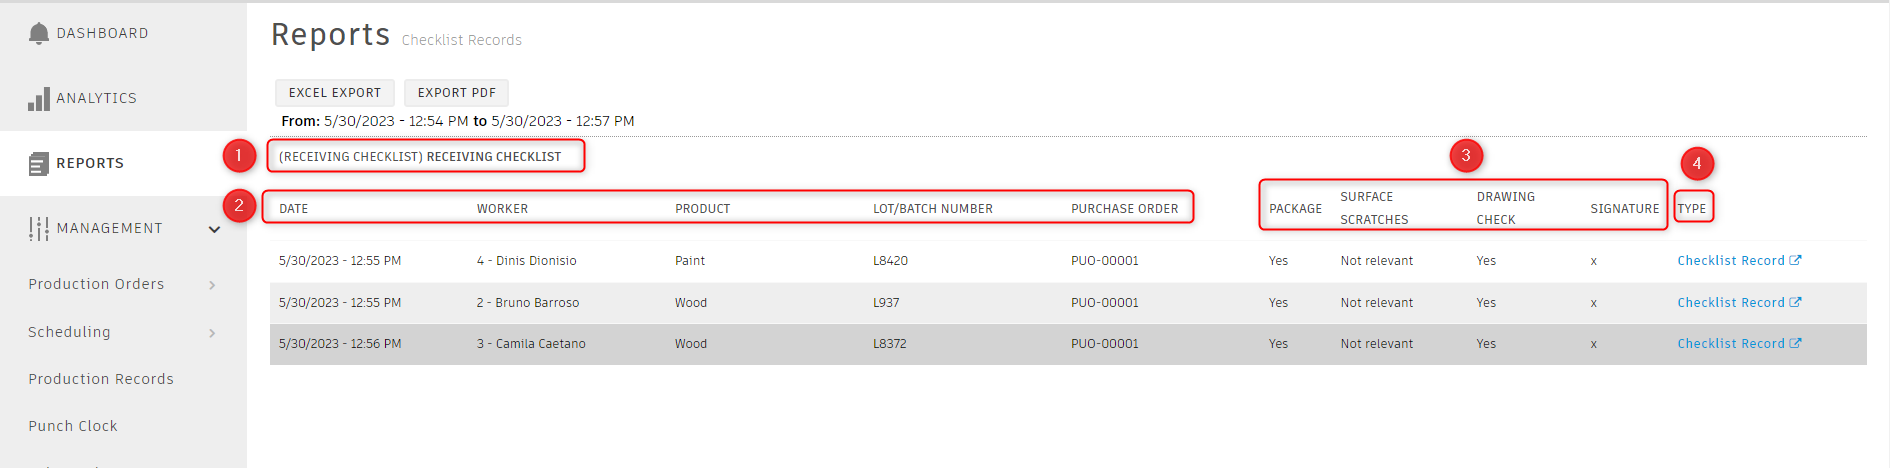 DASHBOARD
ANALYTICS
REPORTS
MANAGEMENT
Production Orders
Scheduling
Production Records
Punch Clock
Reports Checklist Records
EXCEL EXPORT EXPORT PDF
From: 5/30/2023 - 12:54 PM to 5/30/2023 - 12:57 PM
1 (RECEIVING CHECKLIST) RECEIVING CHECKLIST
2 3 4
DATE WORKER PRODUCT LOT/BATCH NUMBER PURCHASE ORDER PACKAGE SURFACE SCRATCHES DRAWING CHECK SIGNATURE TYPE
5/30/2023 - 12:55 PM 4 - Dinis Dionisio Paint L8420 PUO-00001 Yes Not relevant Yes x Checklist Record
5/30/2023 - 12:55 PM 2 - Bruno Barroso Wood L937 PUO-00001 Yes Not relevant Yes x Checklist Record
5/30/2023 - 12:56 PM 3 - Camila Caetano Wood L8372 PUO-00001 Yes Not relevant Yes x Checklist Record